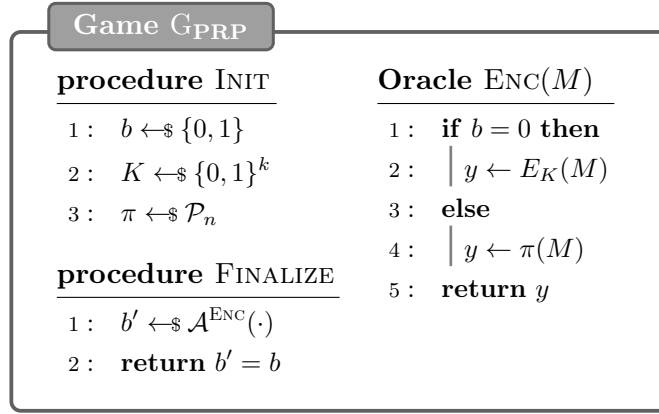 Game G_PRP
procedure INIT
1 : b ←$ {0, 1}
2 : K ←$ {0, 1}^k
3 : π ←$ 𝒫_n
procedure FINALIZE
1 : b′ ←$ 𝒜^ENC(·)
2 : return b′ = b
Oracle ENC(M)
1 : if b = 0 then
2 : y ← E_K(M)
3 : else
4 : y ← π(M)
5 : return y